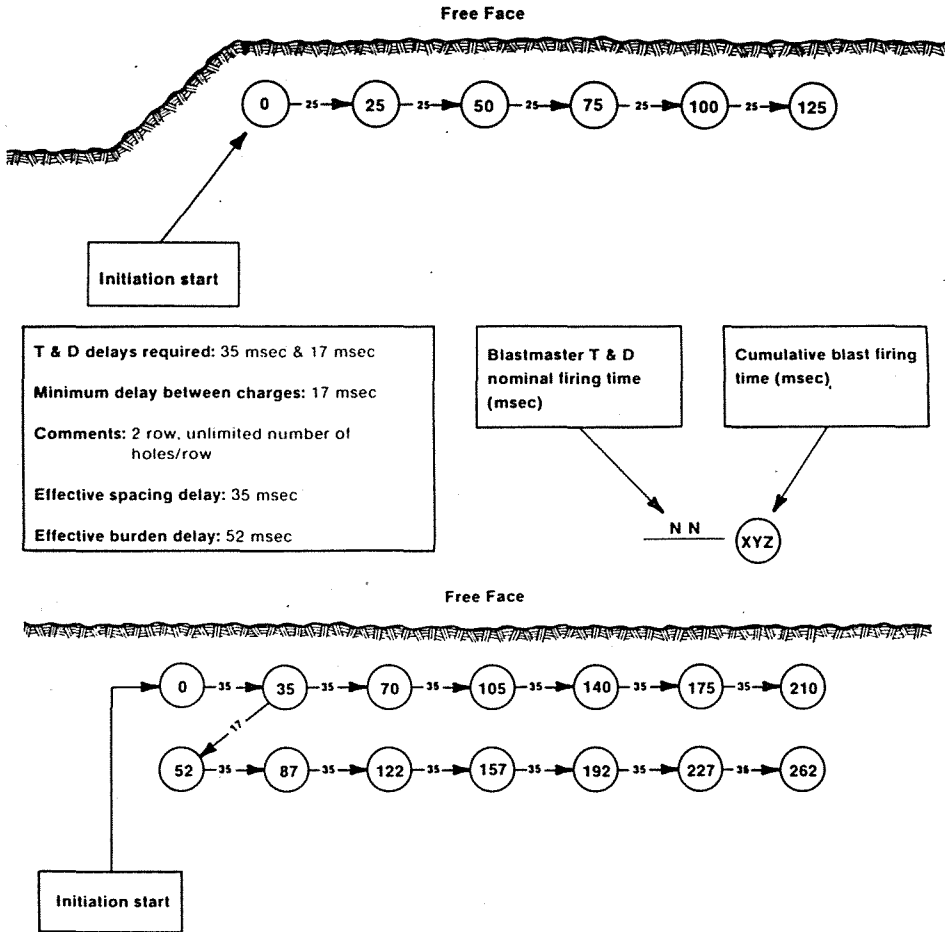 Free Face
0 25 25 25 50 25 75 25 100 25 125
Initiation start
T & D delays required: 35 msec & 17 msec
Minimum delay between charges: 17 msec
Comments: 2 row, unlimited number of
holes/row
Effective spacing delay: 35 msec
Effective burden delay: 52 msec
Blastmaster T & D
nominal firing time
(msec)
Cumulative blast firing
time (msec)
N N
XYZ
Free Face
0 35 35 35 70 35 105 35 140 35 175 35 210
17
52 35 87 35 122 35 157 35 192 35 227 35 262
Initiation start